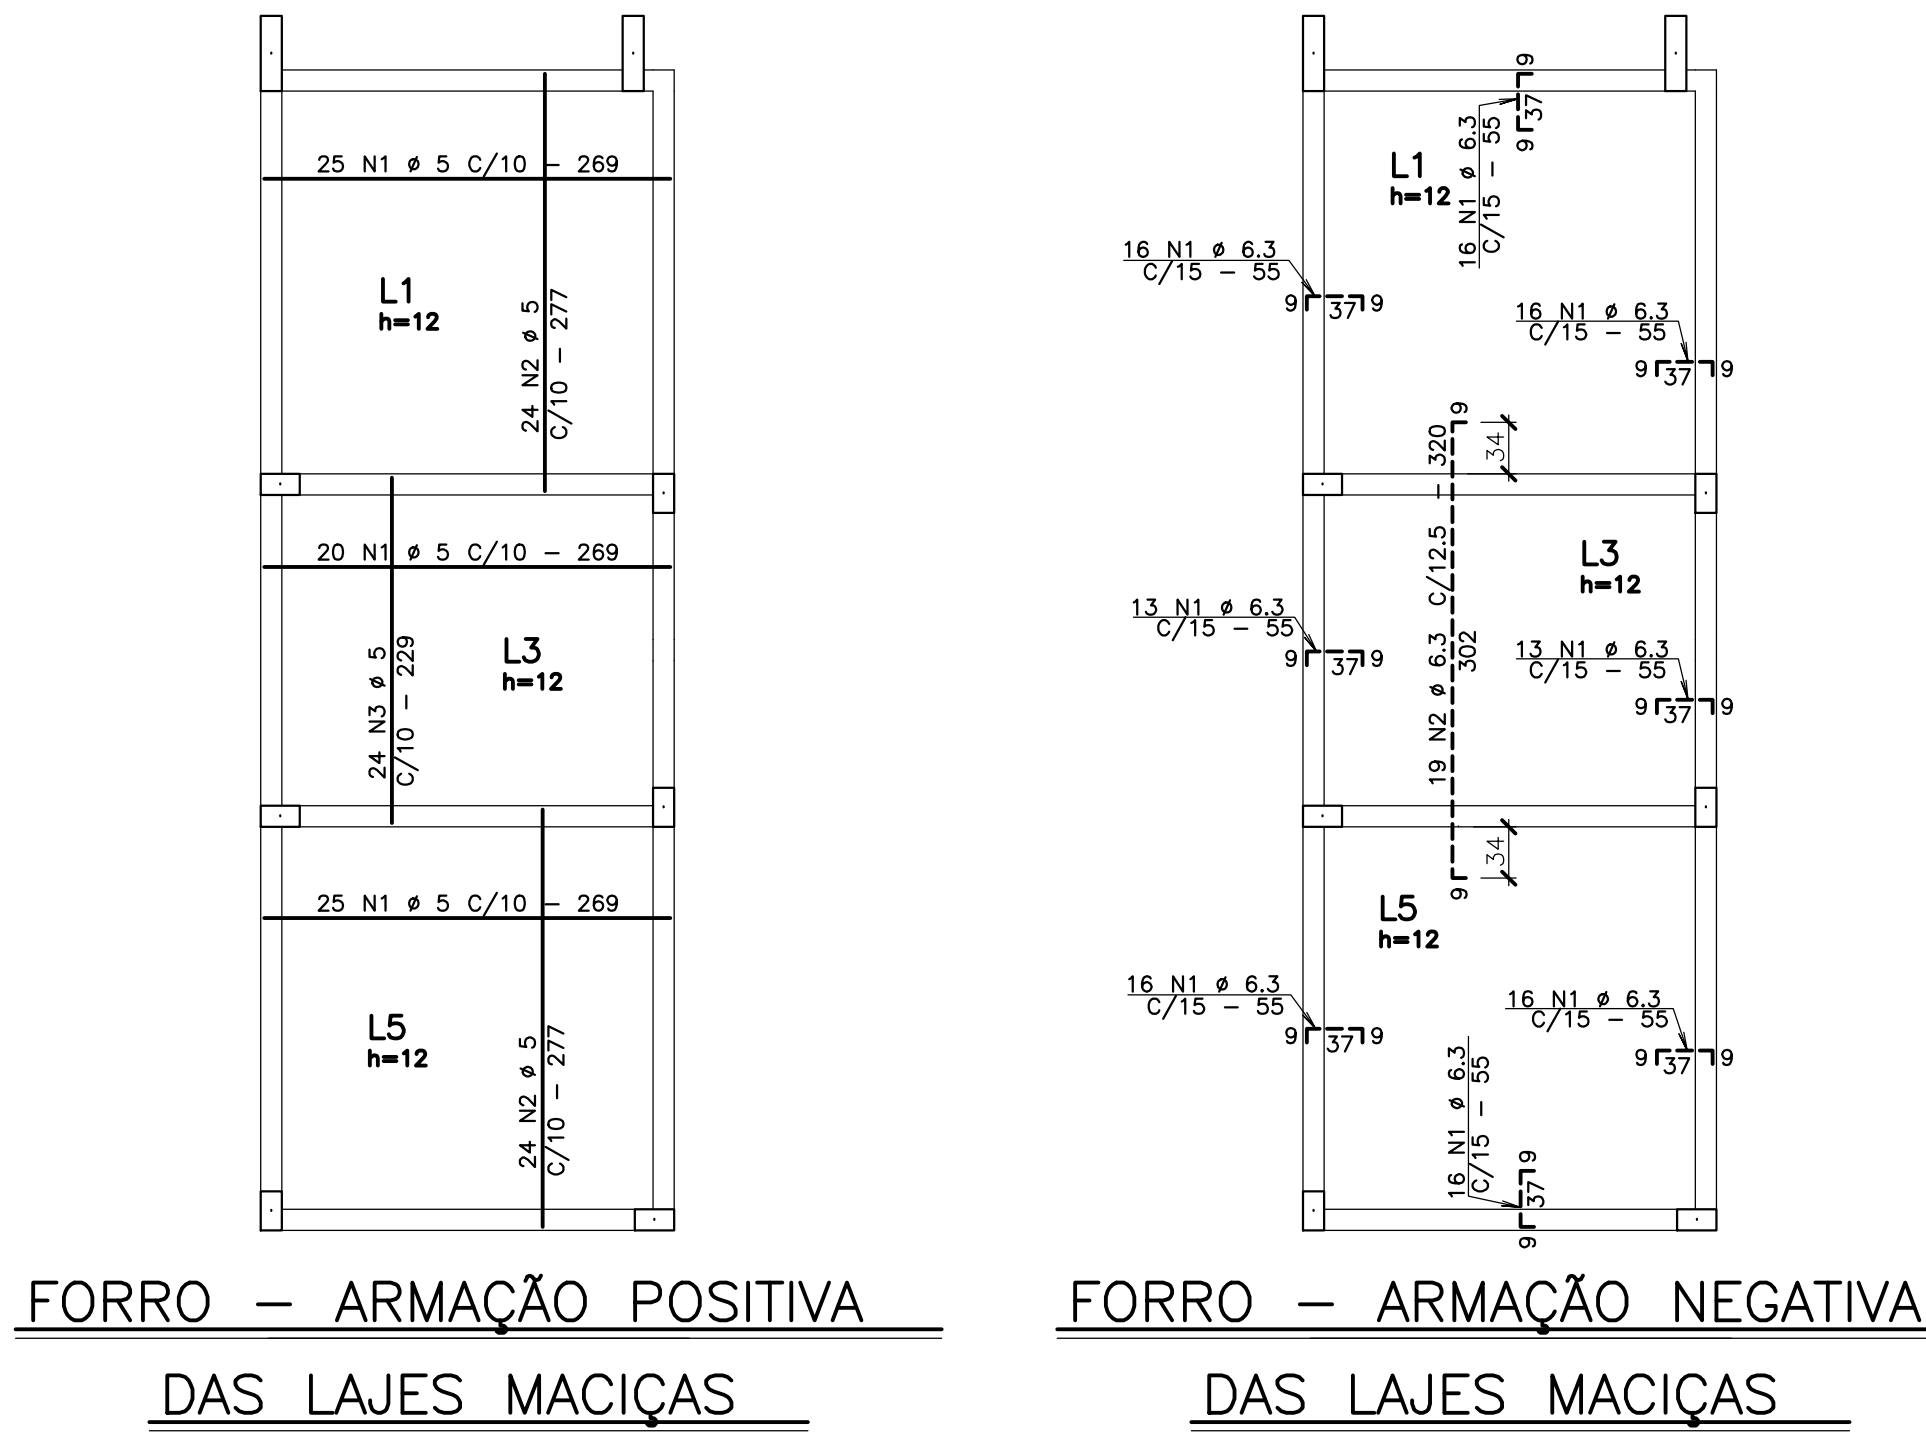 25 N1 ø 5 C/10 - 269
L1
h=12
24 N2 ø 5
C/10 - 277
20 N1 ø 5 C/10 - 269
L3
h=12
24 N3 ø 5
C/10 - 229
25 N1 ø 5 C/10 - 269
L5
h=12
24 N2 ø 5
C/10 - 277
FORRO - ARMAÇÃO POSITIVA
DAS LAJES MACIÇAS
9
37
9
16 N1 ø 6.3
C/15 - 55
L1
h=12
16 N1 ø 6.3
C/15 - 55
9
37
9
16 N1 ø 6.3
C/15 - 55
9
37
9
9
34
19 N2 ø 6.3 C/12.5 - 320
302
L3
h=12
13 N1 ø 6.3
C/15 - 55
9
37
9
13 N1 ø 6.3
C/15 - 55
9
37
9
34
9
L5
h=12
16 N1 ø 6.3
C/15 - 55
9
37
9
16 N1 ø 6.3
C/15 - 55
9
37
9
16 N1 ø 6.3
C/15 - 55
9
37
9
FORRO - ARMAÇÃO NEGATIVA
DAS LAJES MACIÇAS